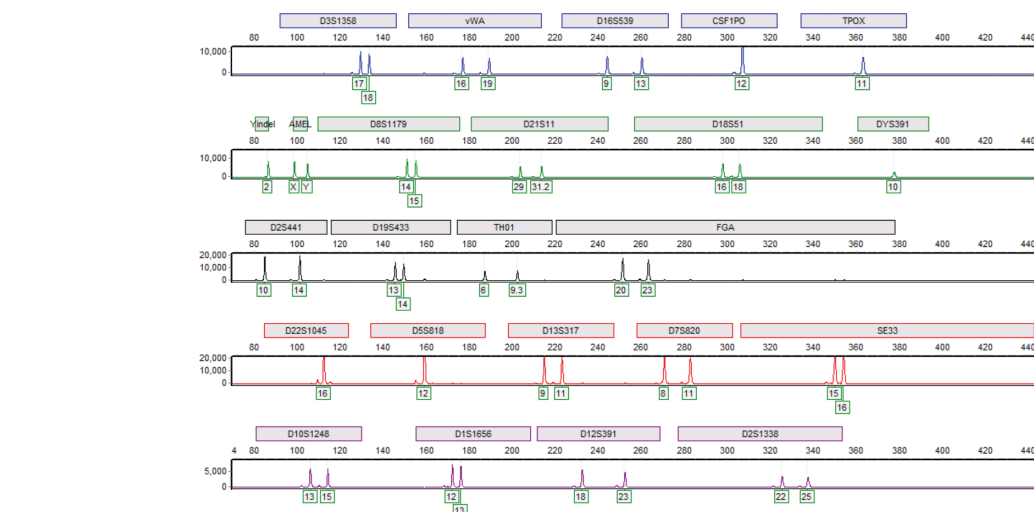 D3S1358 vWA D16S539 CSF1PO TPOX
80 100 120 140 160 180 200 220 240 260 280 300 320 340 360 380 400 420 440
10,000
0
17 16 19 9 13 12 11
18
Yindel AMEL D8S1179 D21S11 D18S51 DYS391
80 100 120 140 160 180 200 220 240 260 280 300 320 340 360 380 400 420 440
10,000
0
2 X Y 14 29 31.2 16 18 10
15
D2S441 D19S433 TH01 FGA
80 100 120 140 160 180 200 220 240 260 280 300 320 340 360 380 400 420 440
20,000
10,000
0
10 14 13 6 9.3 20 23
14
D22S1045 D5S818 D13S317 D7S820 SE33
80 100 120 140 160 180 200 220 240 260 280 300 320 340 360 380 400 420 440
20,000
10,000
0
16 12 9 11 8 11 15
16
D10S1248 D1S1656 D12S391 D2S1338
4 80 100 120 140 160 180 200 220 240 260 280 300 320 340 360 380 400 420 440
5,000
0
13 15 12 18 23 22 25
13